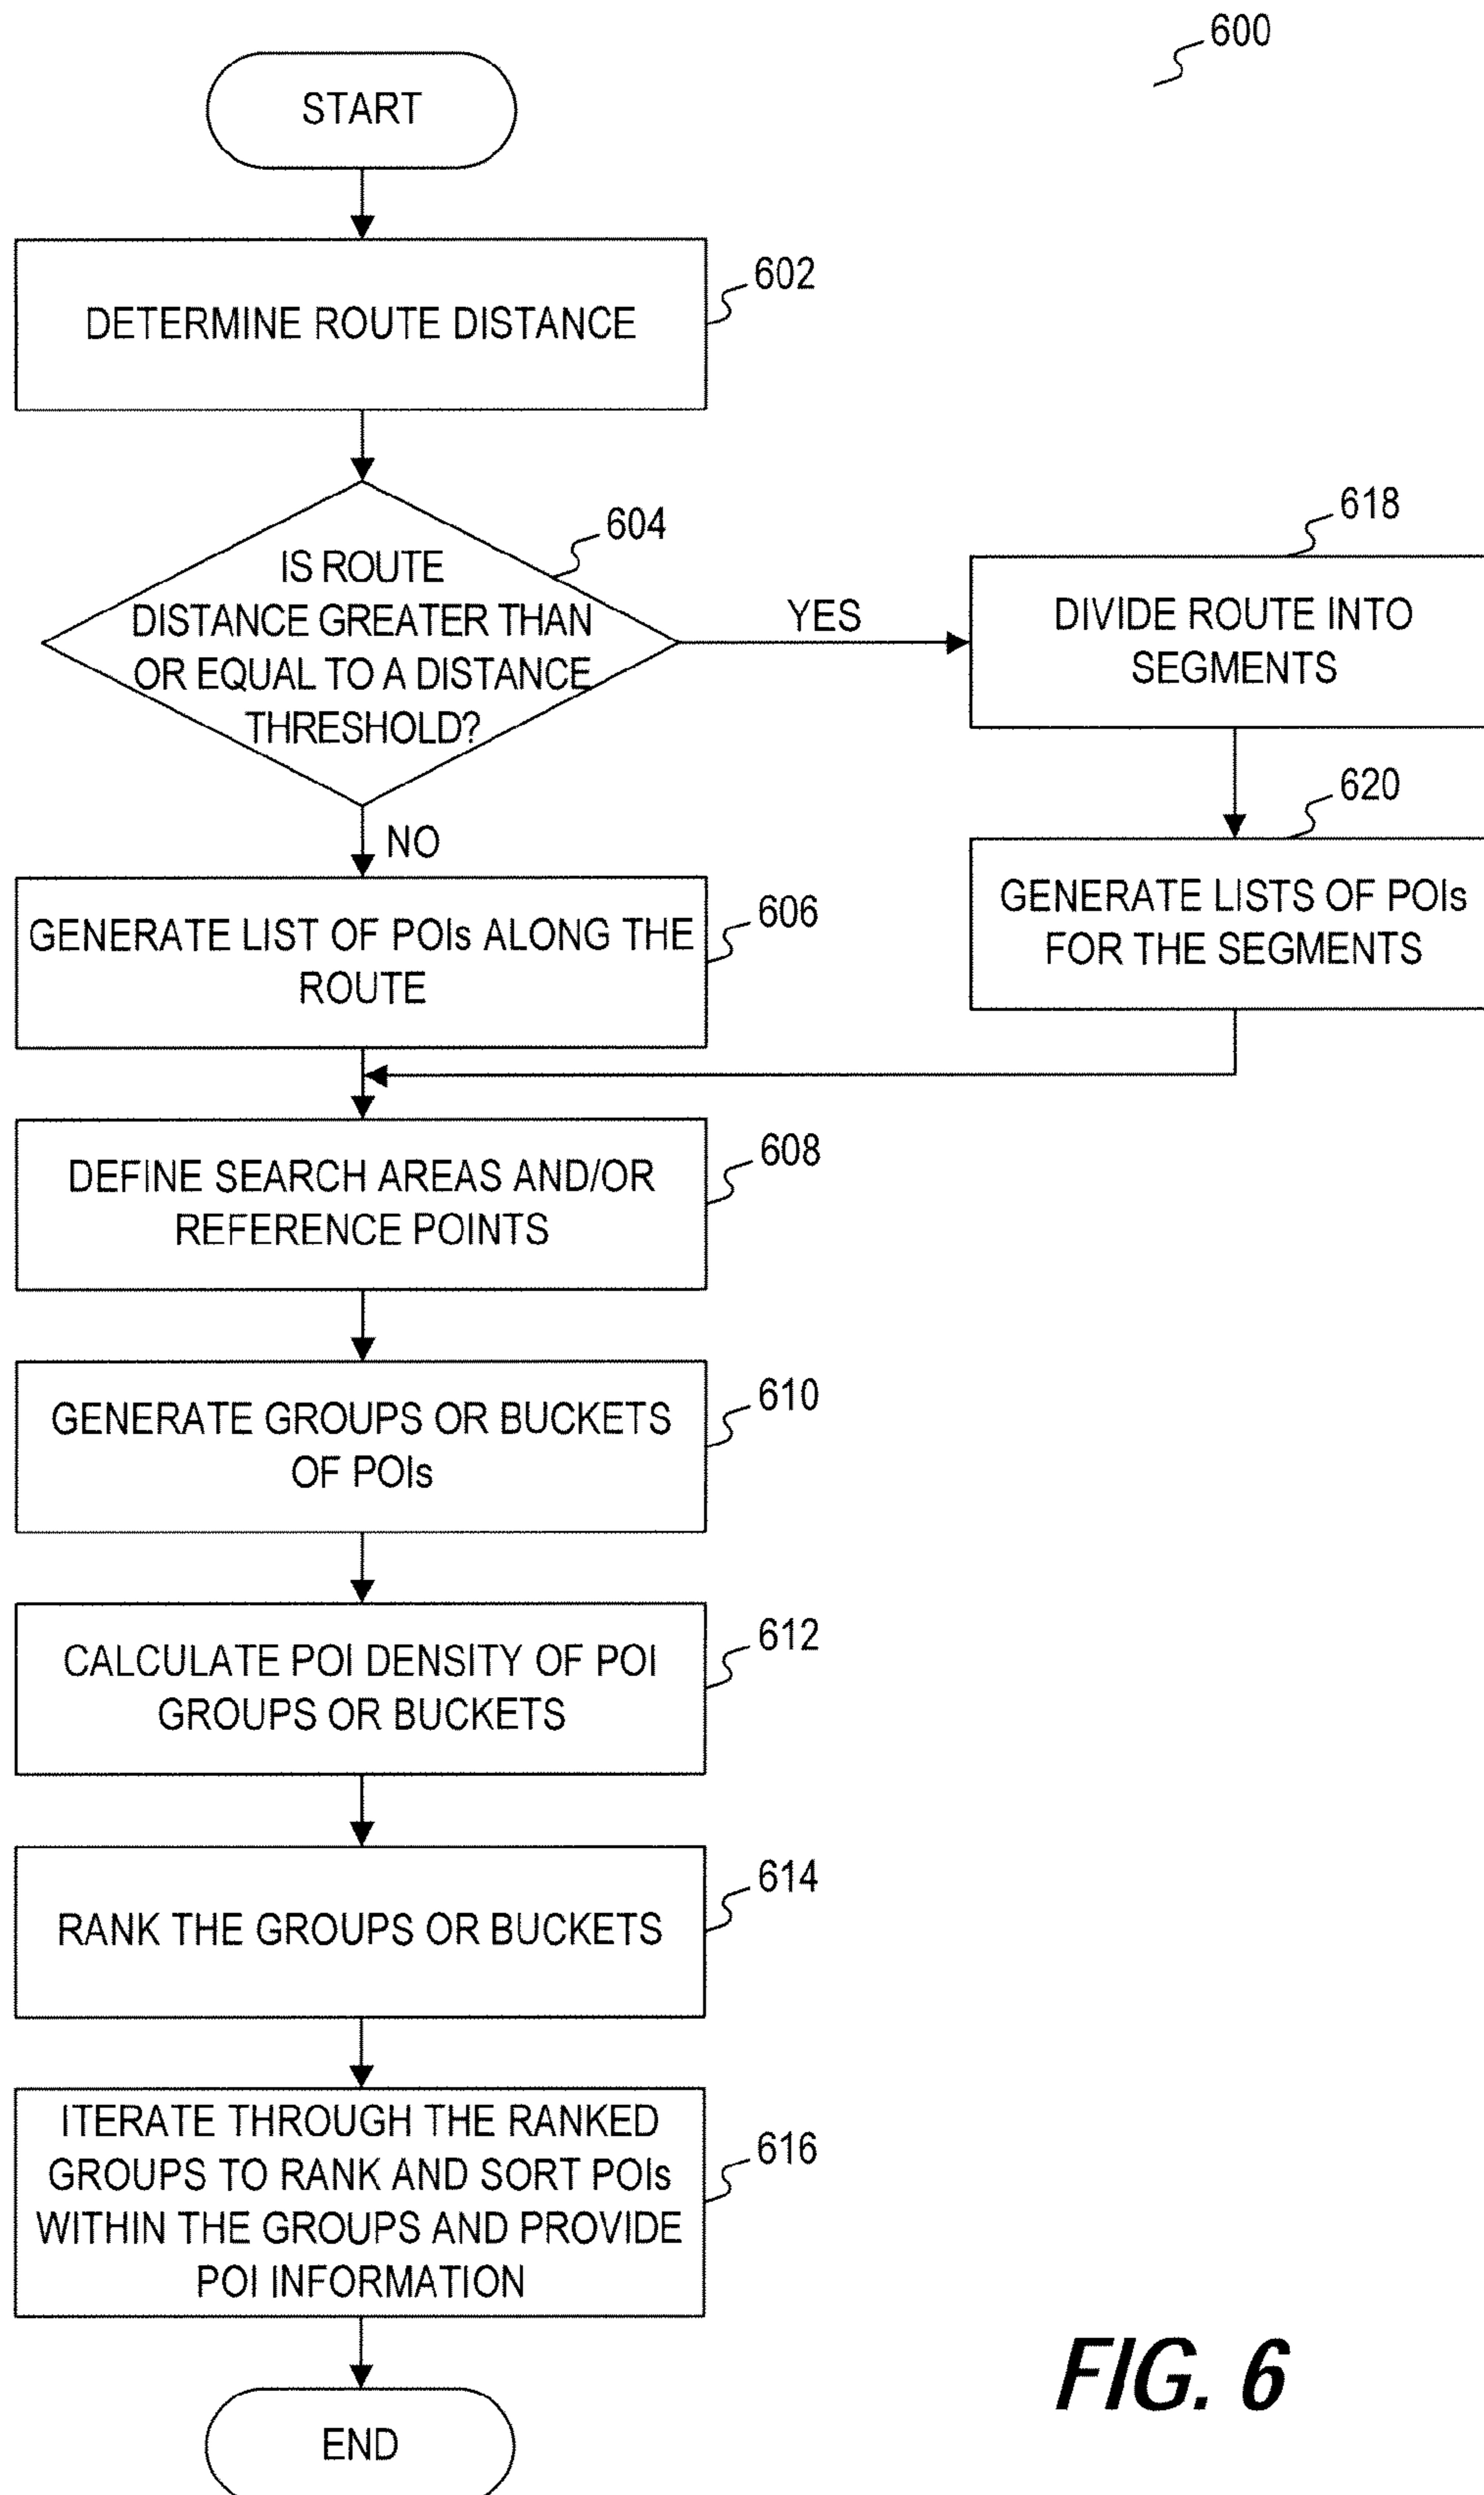 600
START
DETERMINE ROUTE DISTANCE
602
604
IS ROUTE
DISTANCE GREATER THAN
OR EQUAL TO A DISTANCE
THRESHOLD?
YES
618
DIVIDE ROUTE INTO
SEGMENTS
620
GENERATE LISTS OF POIs
FOR THE SEGMENTS
NO
GENERATE LIST OF POIs ALONG THE
ROUTE
606
DEFINE SEARCH AREAS AND/OR
REFERENCE POINTS
608
GENERATE GROUPS OR BUCKETS
OF POIs
610
CALCULATE POI DENSITY OF POI
GROUPS OR BUCKETS
612
RANK THE GROUPS OR BUCKETS
614
ITERATE THROUGH THE RANKED
GROUPS TO RANK AND SORT POIs
WITHIN THE GROUPS AND PROVIDE
POI INFORMATION
616
END
FIG. 6